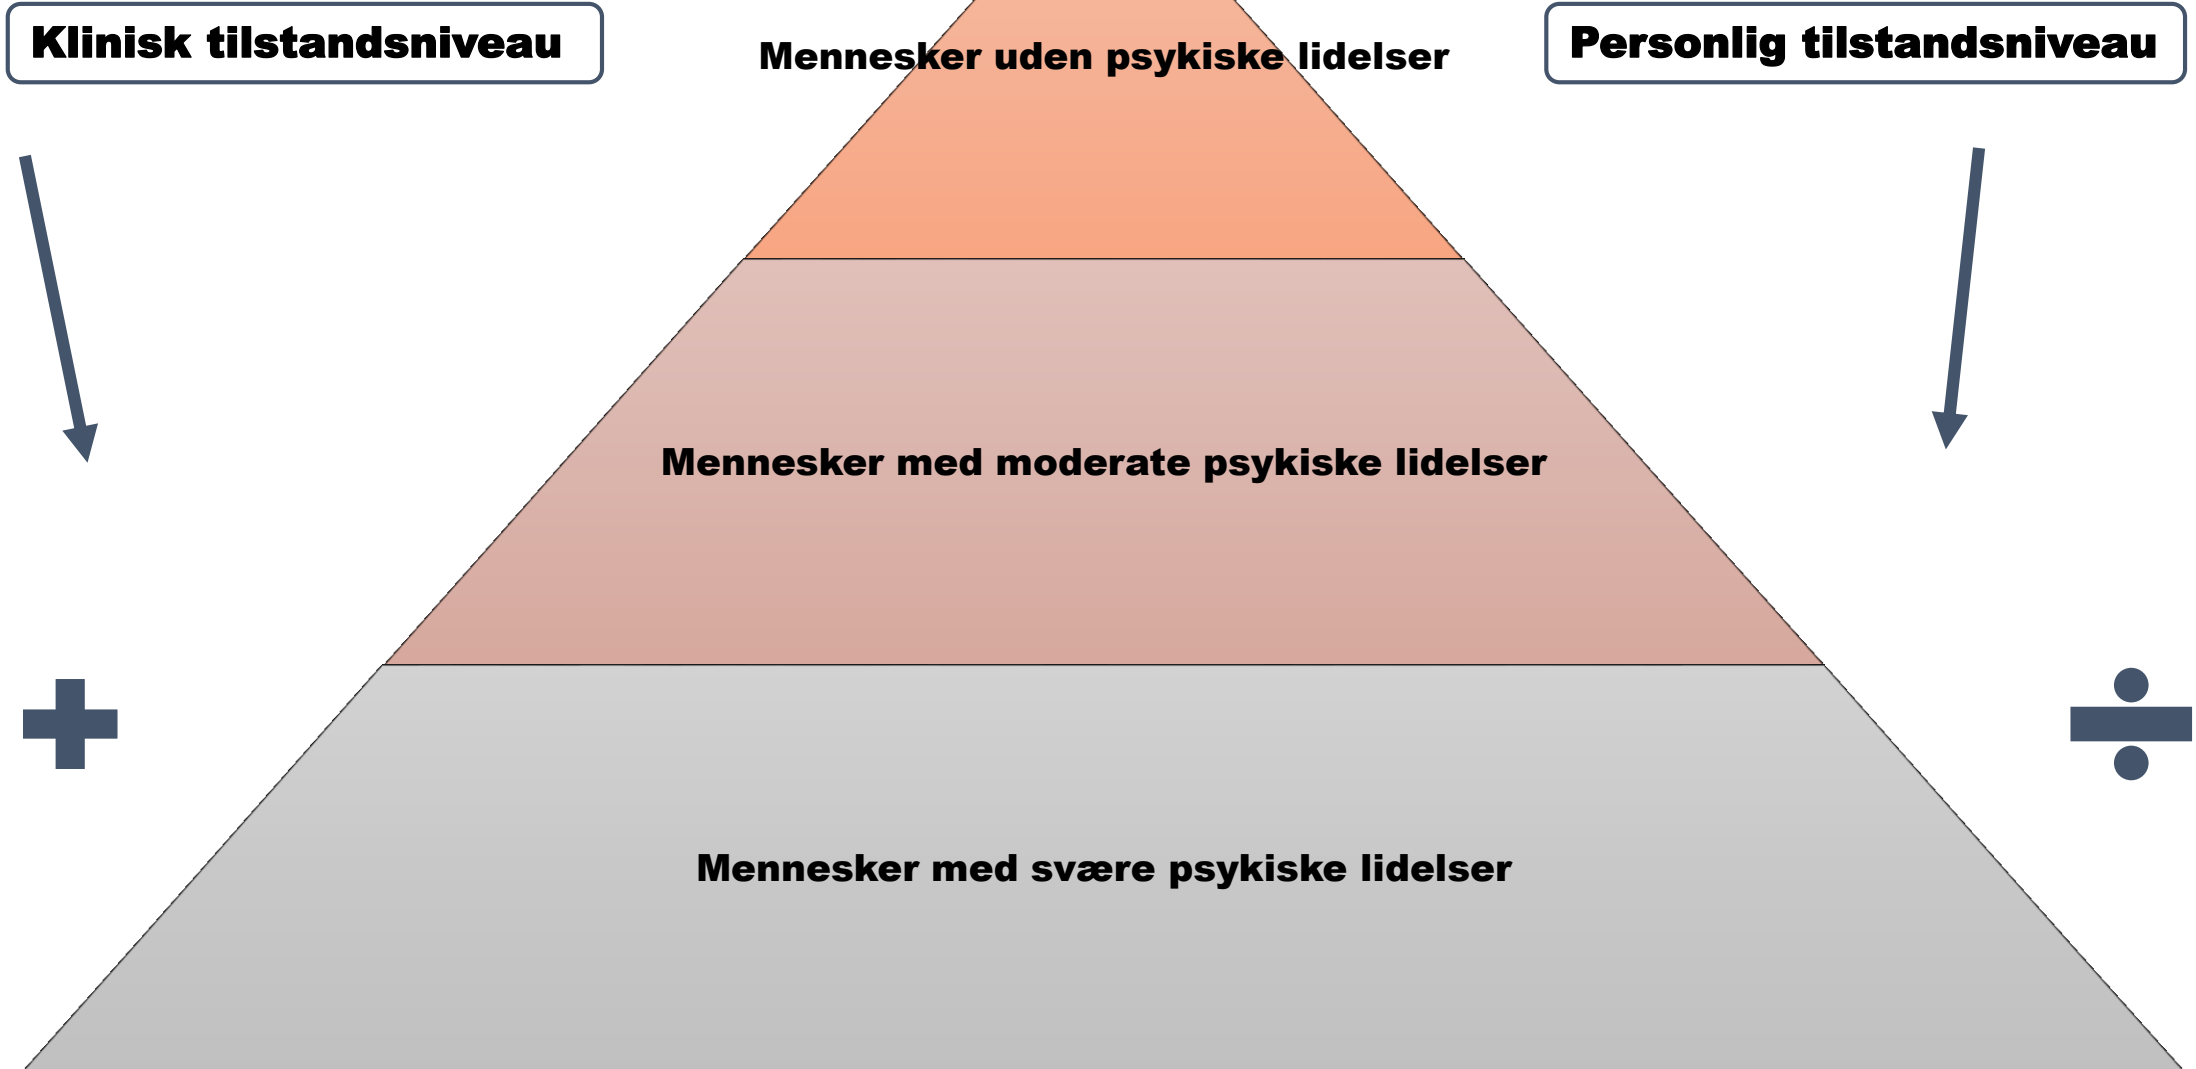 Klinisk tilstandsniveau
Mennesker uden psykiske lidelser
Personlig tilstandsniveau
Mennesker med moderate psykiske lidelser
+
÷
Mennesker med svære psykiske lidelser